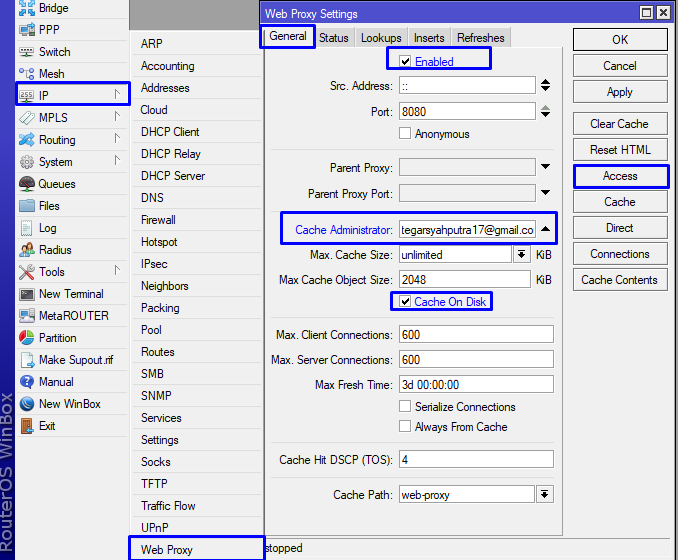 RouterOS WinBox
Bridge
PPP
Switch
Mesh
IP
MPLS
Routing
System
Queues
Files
Log
Radius
Tools
New Terminal
MetaROUTER
Partition
Make Supout.rif
Manual
New WinBox
Exit
ARP
Accounting
Addresses
Cloud
DHCP Client
DHCP Relay
DHCP Server
DNS
Firewall
Hotspot
IPsec
Neighbors
Packing
Pool
Routes
SMB
SNMP
Services
Settings
Socks
TFTP
Traffic Flow
UPnP
Web Proxy
Web Proxy Settings
General Status Lookups Inserts Refreshes
Enabled
Src. Address: ::
Port: 8080
Anonymous
Parent Proxy:
Parent Proxy Port:
Cache Administrator: tegarsyahputra17@gmail.co
Max. Cache Size: unlimited KiB
Max Cache Object Size: 2048 KiB
Cache On Disk
Max. Client Connections: 600
Max. Server Connections: 600
Max Fresh Time: 3d 00:00:00
Serialize Connections
Always From Cache
Cache Hit DSCP (TOS): 4
Cache Path: web-proxy
stopped
OK
Cancel
Apply
Clear Cache
Reset HTML
Access
Cache
Direct
Connections
Cache Contents